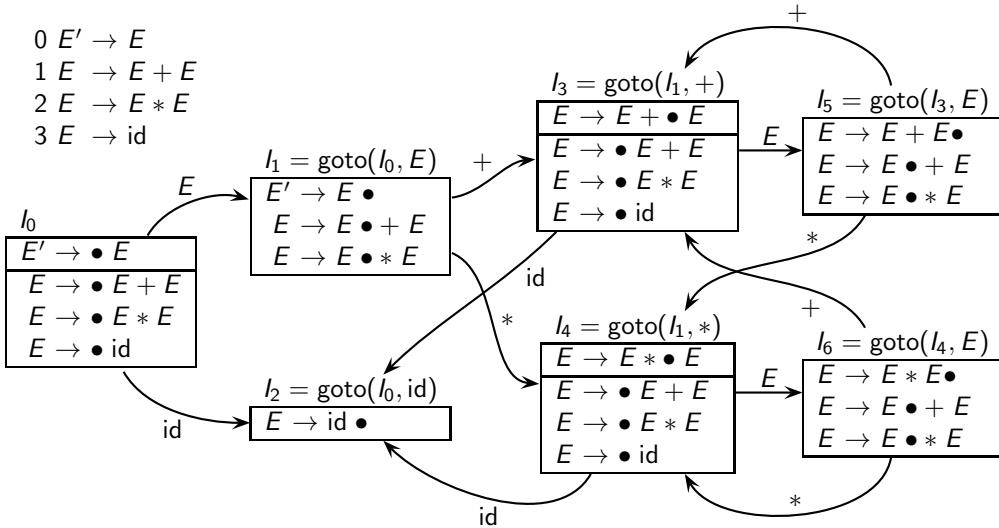 0 E′ → E
1 E → E + E
2 E → E ∗ E
3 E → id
I0
E′ → • E
E → • E + E
E → • E ∗ E
E → • id
E
id
I1 = goto(I0, E)
E′ → E •
E → E • + E
E → E • ∗ E
+
∗
I2 = goto(I0, id)
E → id •
I3 = goto(I1, +)
E → E + • E
E → • E + E
E → • E ∗ E
E → • id
id
E
+
I4 = goto(I1, ∗)
E → E ∗ • E
E → • E + E
E → • E ∗ E
E → • id
id
E
I5 = goto(I3, E)
E → E + E•
E → E • + E
E → E • ∗ E
∗
+
I6 = goto(I4, E)
E → E ∗ E•
E → E • + E
E → E • ∗ E
∗